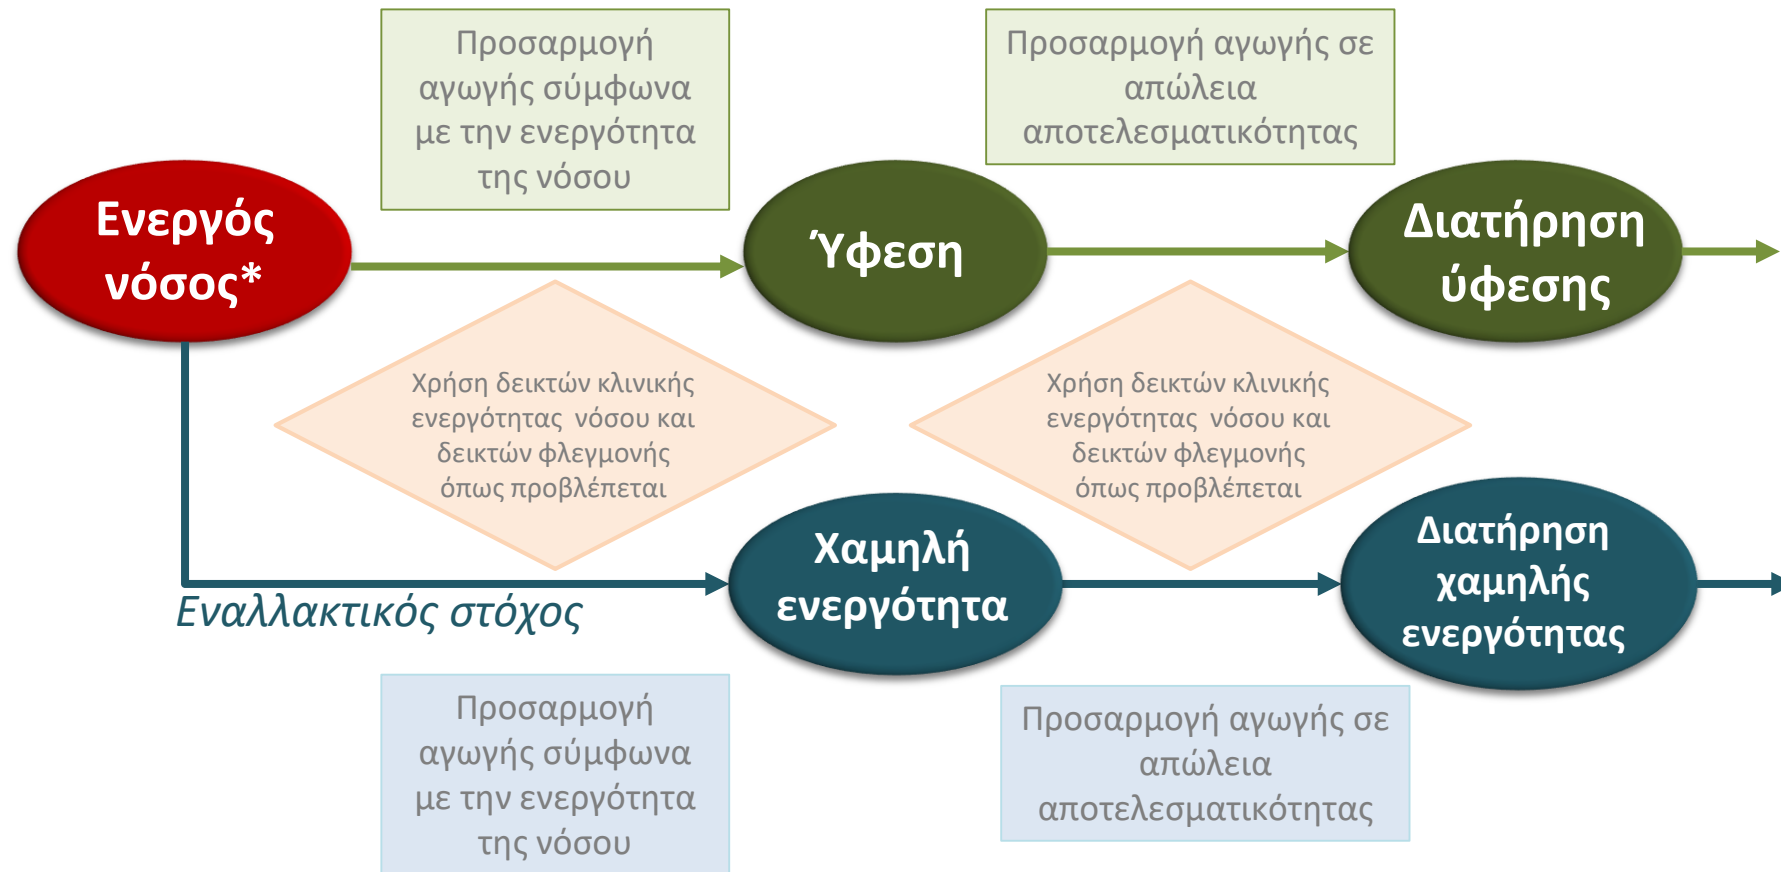 Προσαρμογή
αγωγής σύμφωνα
με την ενεργότητα
της νόσου
Προσαρμογή αγωγής σε
απώλεια
αποτελεσματικότητας
Ενεργός
νόσος*
Ύφεση
Διατήρηση
ύφεσης
Χρήση δεικτών κλινικής
ενεργότητας νόσου και
δεικτών φλεγμονής
όπως προβλέπεται
Χρήση δεικτών κλινικής
ενεργότητας νόσου και
δεικτών φλεγμονής
όπως προβλέπεται
Εναλλακτικός στόχος
Χαμηλή
ενεργότητα
Διατήρηση
χαμηλής
ενεργότητας
Προσαρμογή
αγωγής σύμφωνα
με την ενεργότητα
της νόσου
Προσαρμογή αγωγής σε
απώλεια
αποτελεσματικότητας